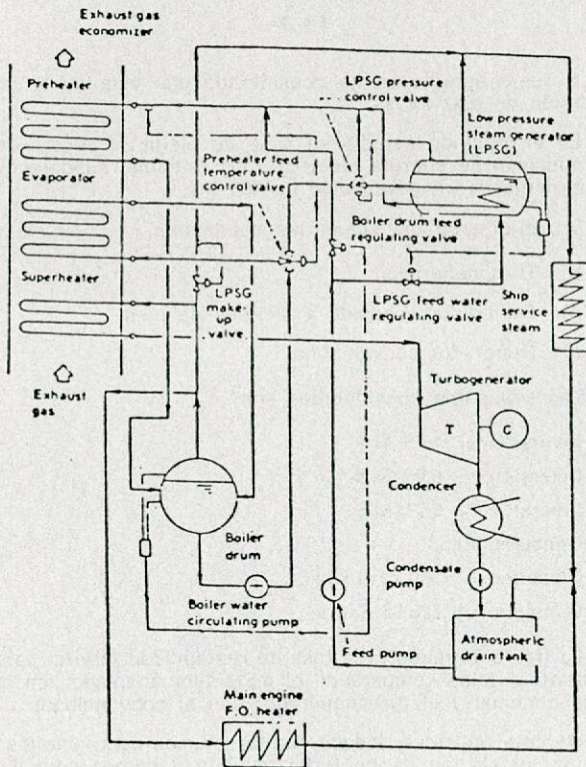 Exhaust gas
economizer
Preheater
LPSG pressure
control valve
Low pressure
steam generator
(LPSG)
Preheater feed
temperature
control valve
Evaporator
Boiler drum feed
regulating valve
Superheater
LPSG
make-
up
valve
LPSG feed water
regulating valve
Ship
service
steam
Exhaust
gas
Turbogenerator
T
G
Condencer
Boiler
drum
Condensate
pump
Boiler water
circulating pump
Feed pump
Atmospheric
drain tank
Main engine
F.O. heater